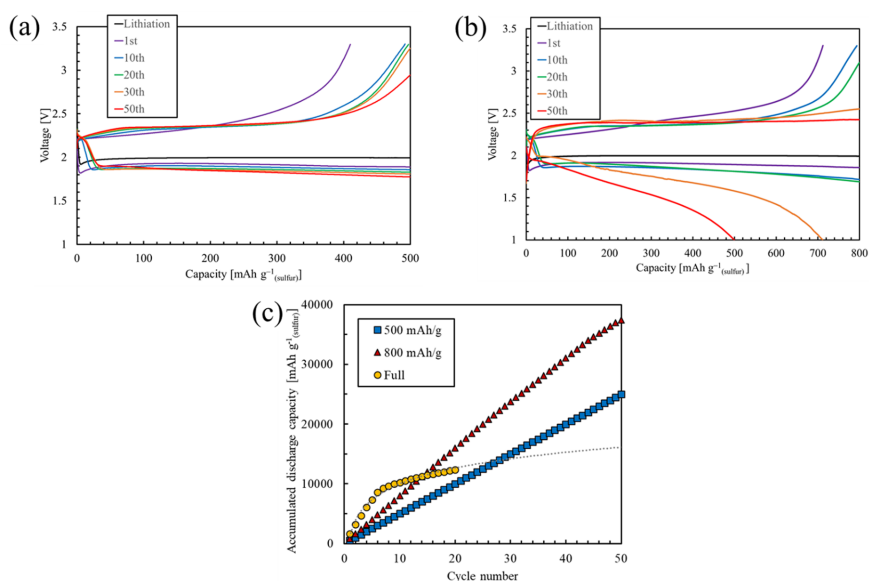 (a)
Lithiation
1st
10th
20th
30th
50th
3.5
3
2.5
2
1.5
1
Voltage [V]
0 100 200 300 400 500
Capacity [mAh g⁻¹(sulfur)]
(b)
Lithiation
1st
10th
20th
30th
50th
3.5
3
2.5
2
1.5
1
Voltage [V]
0 100 200 300 400 500 600 700 800
Capacity [mAh g⁻¹(sulfur)]
(c)
500 mAh/g
800 mAh/g
Full
40000
30000
20000
10000
0
Accumulated discharge capacity [mAh g⁻¹(sulfur)]
0 10 20 30 40 50
Cycle number